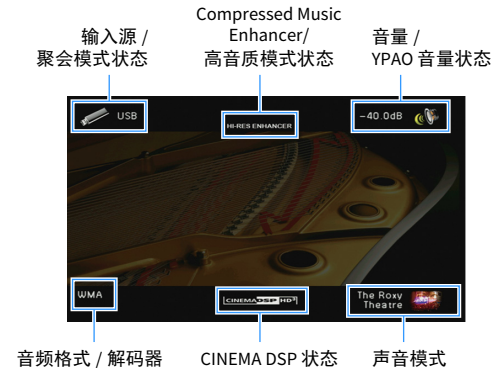 Compressed Music
Enhancer/
高音质模式状态
输入源 /
聚会模式状态
音量 /
YPAO 音量状态
USB
HI-RES ENHANCER
-40.0dB
WMA
CINEMA DSP HD³
The Roxy
Theatre
音频格式 / 解码器
CINEMA DSP 状态
声音模式